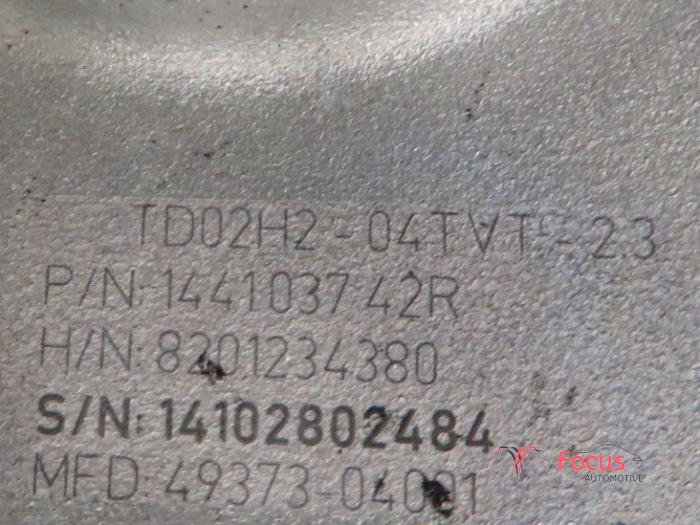 TD02H2-04TVT-2.3
P/N:144103742R
H/N:8201234380
S/N:14102802484
MFD 49373-04001
Focus
AUTOMOTIVE